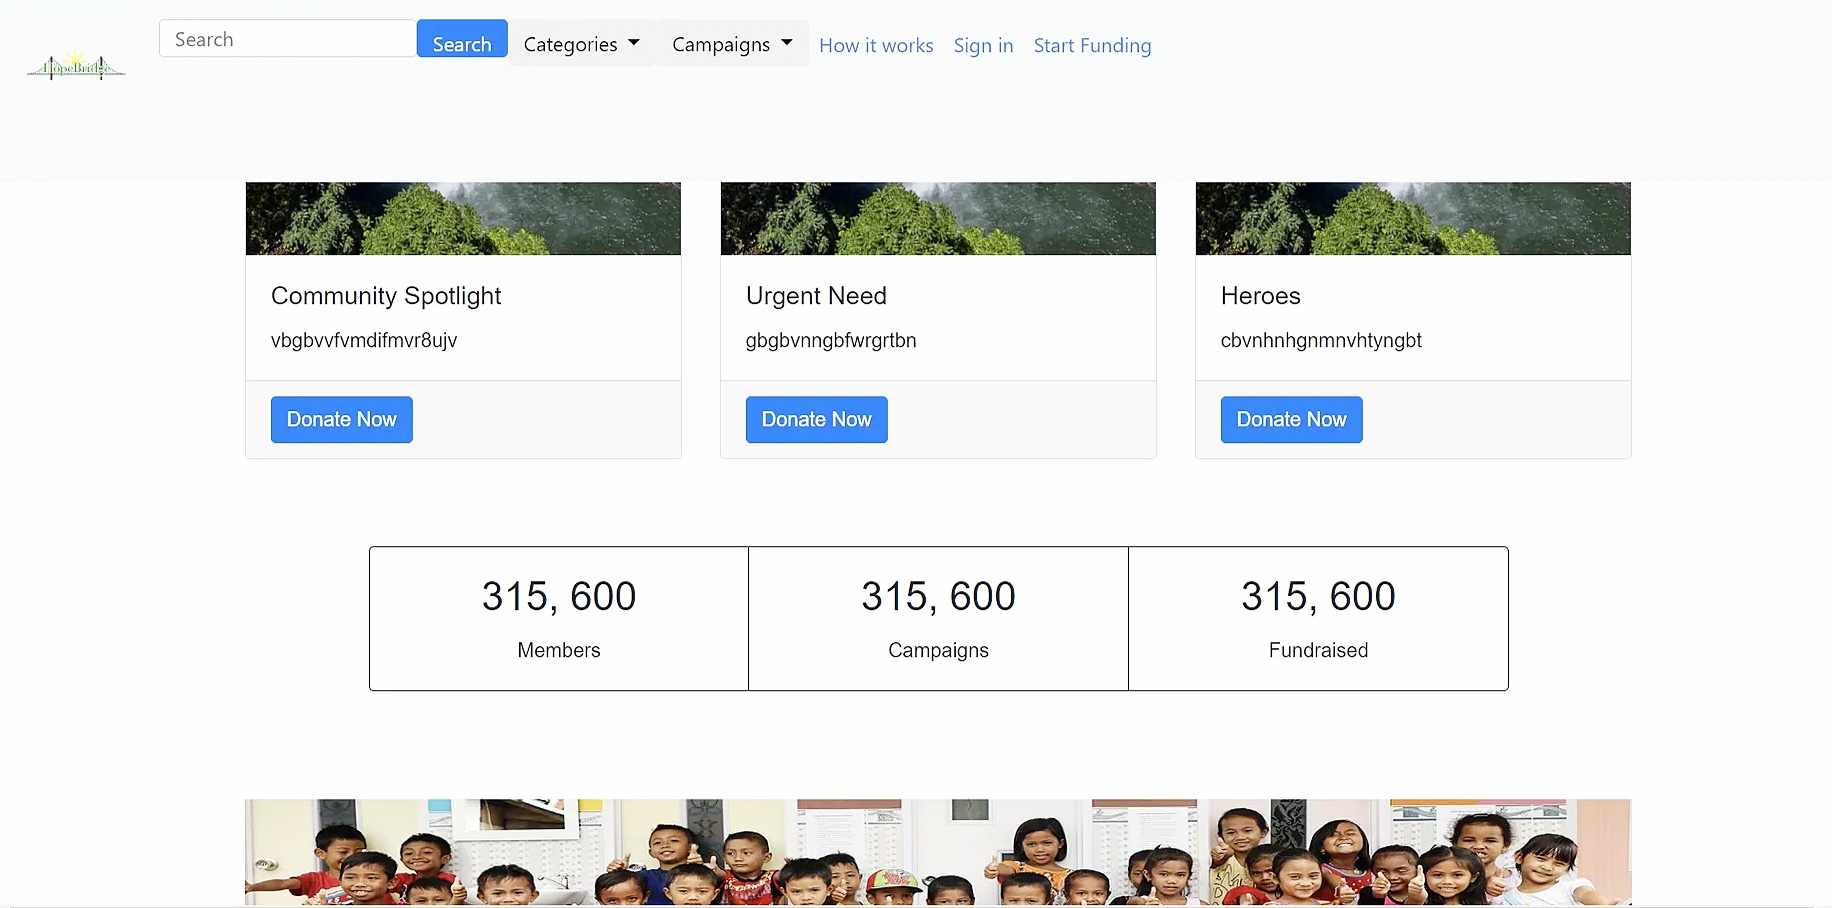 HopeBridge
Search
Search
Categories
Campaigns
How it works
Sign in
Start Funding
Community Spotlight
vbgbvvfvmdifmvr8ujv
Donate Now
Urgent Need
gbgbvnngbfwrgrtbn
Donate Now
Heroes
cbvnhnhgnmnvhtyngbt
Donate Now
315, 600
Members
315, 600
Campaigns
315, 600
Fundraised